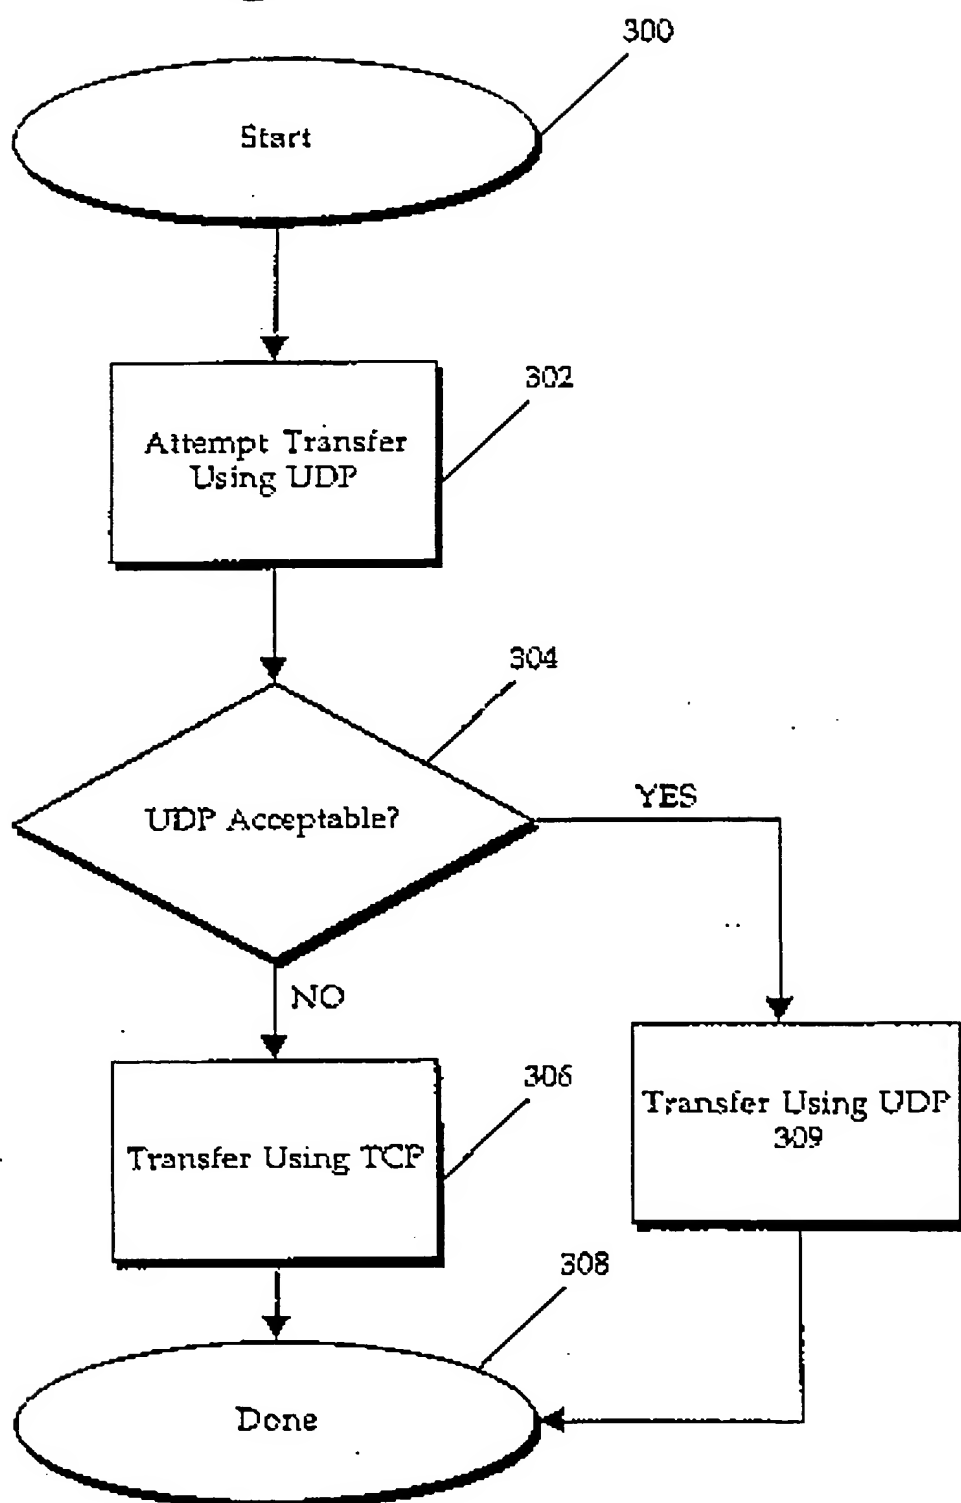 300
Start
302
Attempt Transfer
Using UDP
304
UDP Acceptable?
YES
NO
306
Transfer Using TCP
Transfer Using UDP
309
308
Done